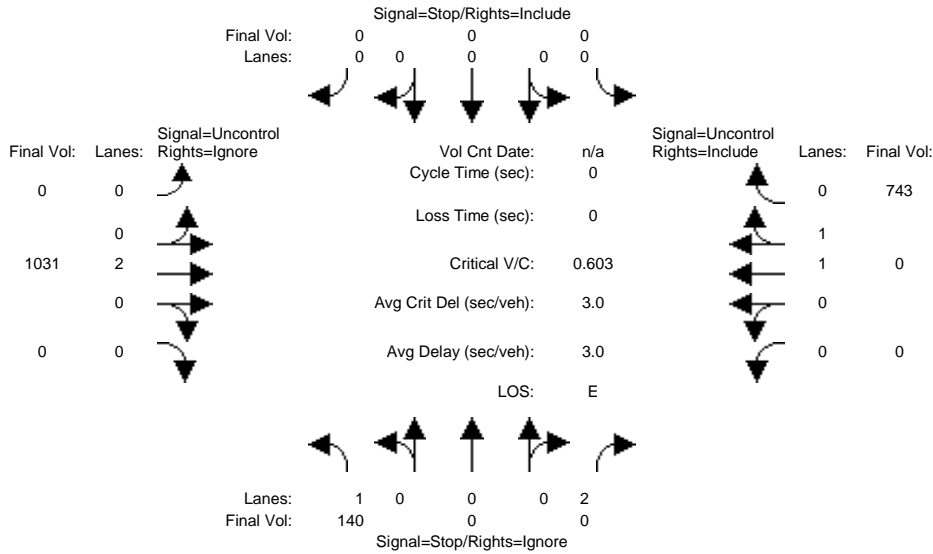 Signal=Stop/Rights=Include
Final Vol: 0 0 0
Lanes: 0 0 0 0 0
Signal=Uncontrol Signal=Uncontrol
Final Vol: Lanes: Rights=Ignore Vol Cnt Date: n/a Rights=Include Lanes: Final Vol:
Cycle Time (sec): 0
0 0 0 743
Loss Time (sec): 0
0 1
1031 2 Critical V/C: 0.603 1 0
0 Avg Crit Del (sec/veh): 3.0 0
0 0 Avg Delay (sec/veh): 3.0 0 0
LOS: E
Lanes: 1 0 0 0 2
Final Vol: 140 0 0
Signal=Stop/Rights=Ignore